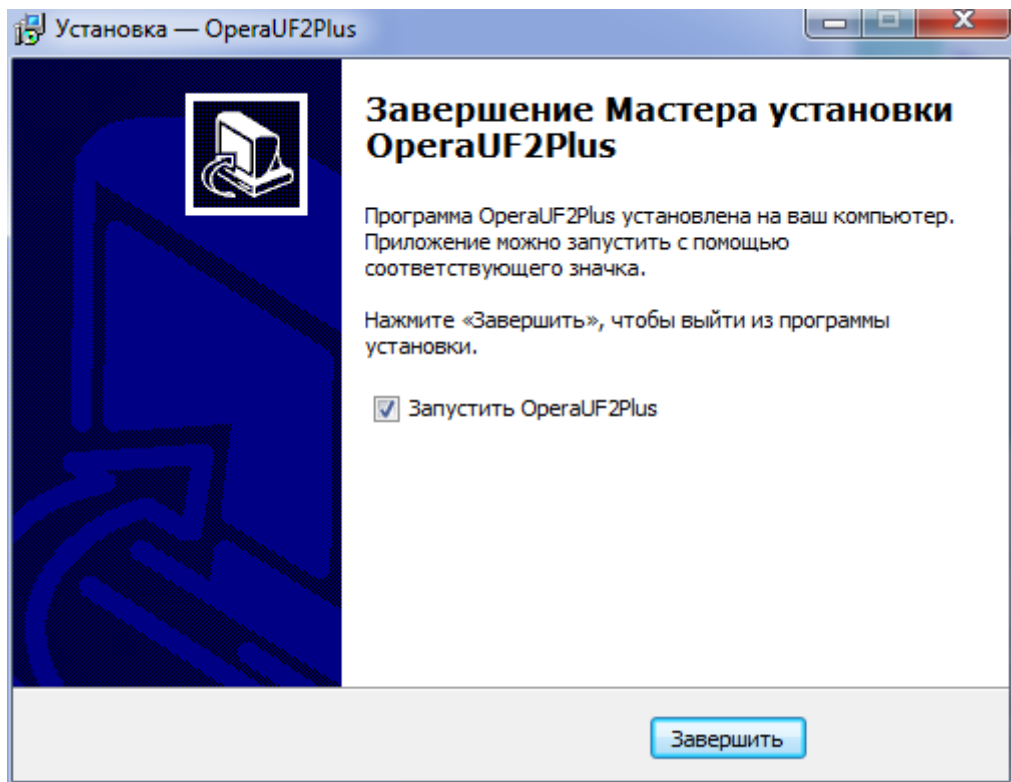 Установка — OperaUF2Plus
Завершение Мастера установки
OperaUF2Plus
Программа OperaUF2Plus установлена на ваш компьютер.
Приложение можно запустить с помощью
соответствующего значка.
Нажмите «Завершить», чтобы выйти из программы
установки.
Запустить OperaUF2Plus
Завершить